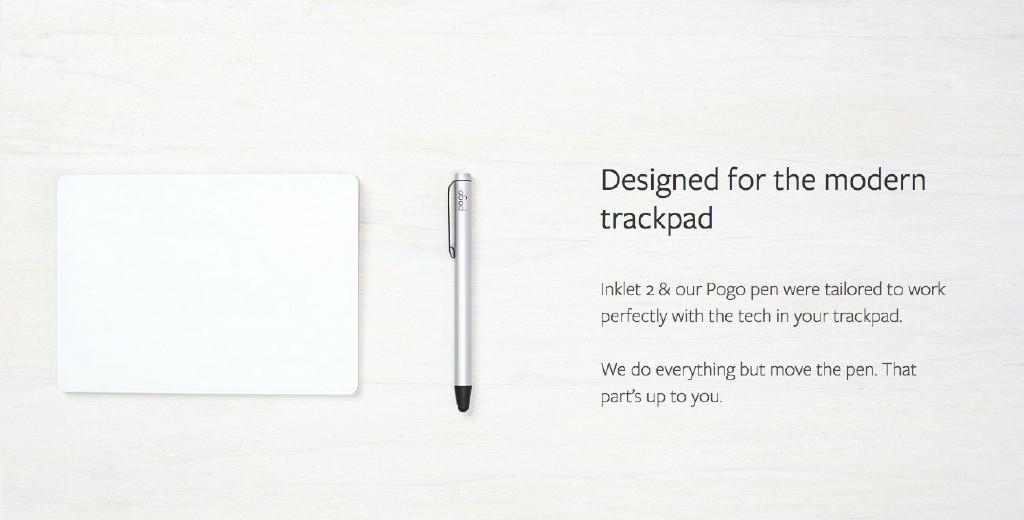 pogo
Designed for the modern
trackpad
Inklet 2 & our Pogo pen were tailored to work
perfectly with the tech in your trackpad.
We do everything but move the pen. That
part's up to you.